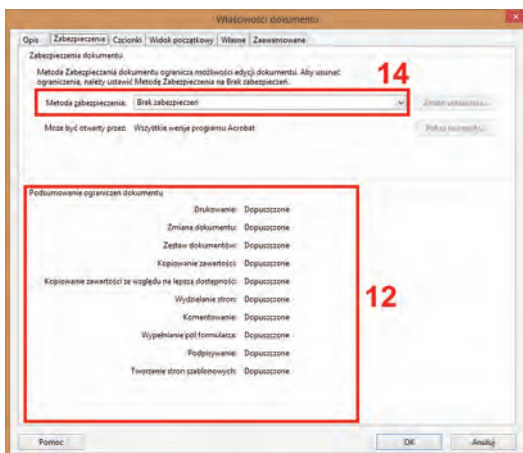 Właściwości dokumentu
Opis Zabezpieczenia Czcionki Widok początkowy Własne Zaawansowane
Zabezpieczenia dokumentu
Metoda Zabezpieczania dokumentu ogranicza możliwości edycji dokumentu. Aby usunąć
ograniczenia, należy ustawić Metodę Zabezpieczenia na Brak zabezpieczeń.
14
Metoda zabezpieczenia: Brak zabezpieczeń Zmień ustawienia...
Może być otwarty przez: Wszystkie wersje programu Acrobat Pokaż szczegóły...
Podsumowanie ograniczeń dokumentu
Drukowanie: Dopuszczone
Zmiana dokumentu: Dopuszczone
Zestaw dokumentów: Dopuszczone
Kopiowanie zawartości: Dopuszczone
Kopiowanie zawartości ze względu na lepszą dostępność: Dopuszczone
12
Wydzielanie stron: Dopuszczone
Komentowanie: Dopuszczone
Wypełnianie pól formularza: Dopuszczone
Podpisywanie: Dopuszczone
Tworzenie stron szablonowych: Dopuszczone
Pomoc OK Anuluj